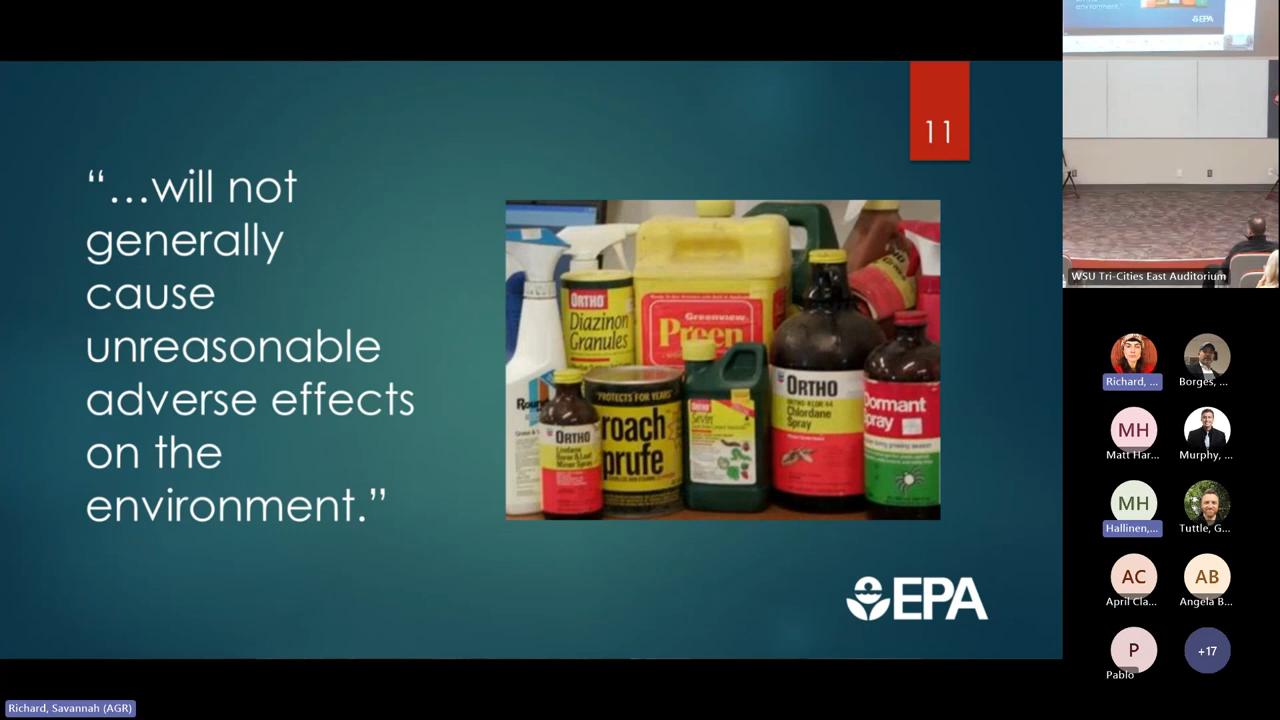 “…will not
generally
cause
unreasonable
adverse effects
on the
environment.”
11
ORTHO
Diazinon
Granules
Greenview
Preen
PROTECTS FOR YEARS
roach
prufe
ORTHO
Sevin
ORTHO
Chlordane
Spray
Dormant
Spray
ORTHO
EPA
EPA
WSU Tri-Cities East Auditorium
Richard, ...
Borges, ...
MH
Matt Har...
Murphy, ...
MH
Hallinen,...
Tuttle, G...
AC
April Cla...
AB
Angela B...
P
Pablo
+17
Richard, Savannah (AGR)